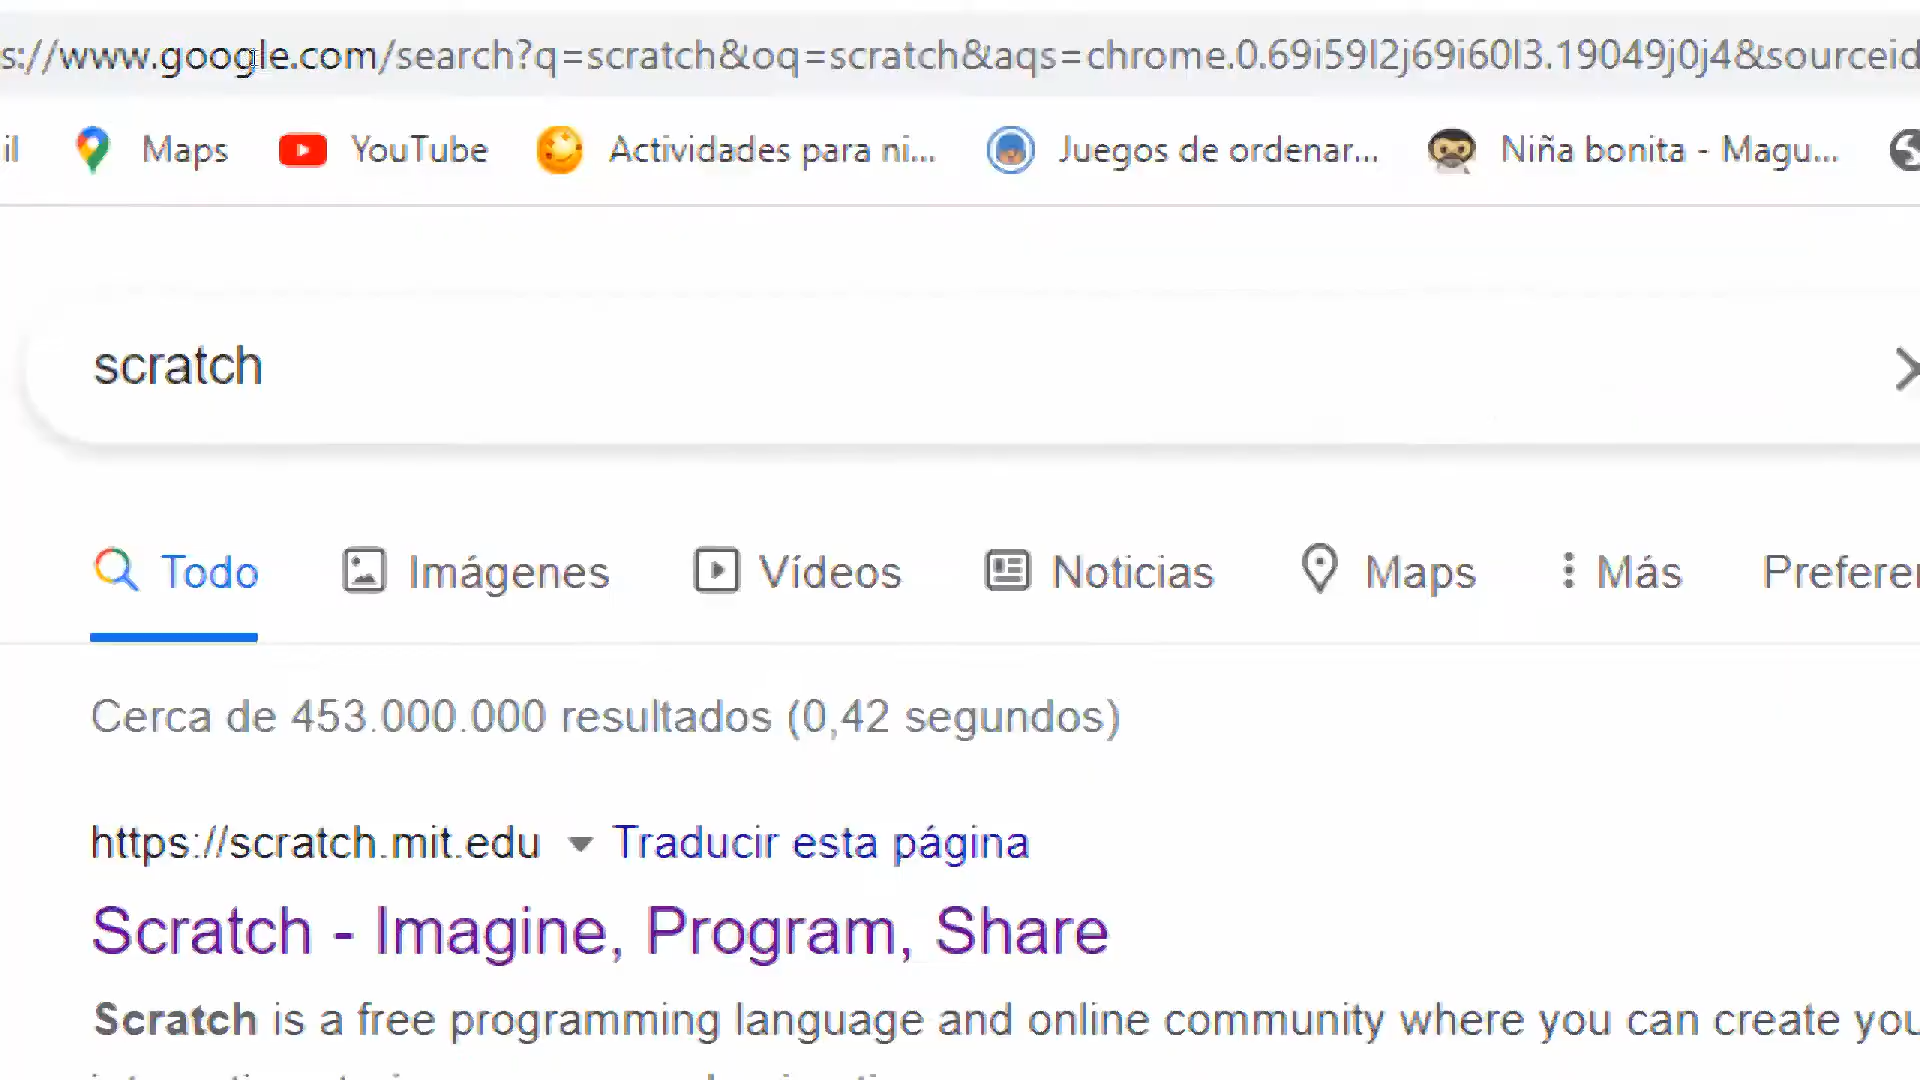 s://www.google.com/search?q=scratch&oq=scratch&aqs=chrome.0.69i59l2j69i60l3.19049j0j4&sourceid
il Maps YouTube Actividades para ni... Juegos de ordenar... Niña bonita - Magu...
scratch
Todo Imágenes Vídeos Noticias Maps Más Preferen
Cerca de 453.000.000 resultados (0,42 segundos)
https://scratch.mit.edu Traducir esta página
Scratch - Imagine, Program, Share
Scratch is a free programming language and online community where you can create you